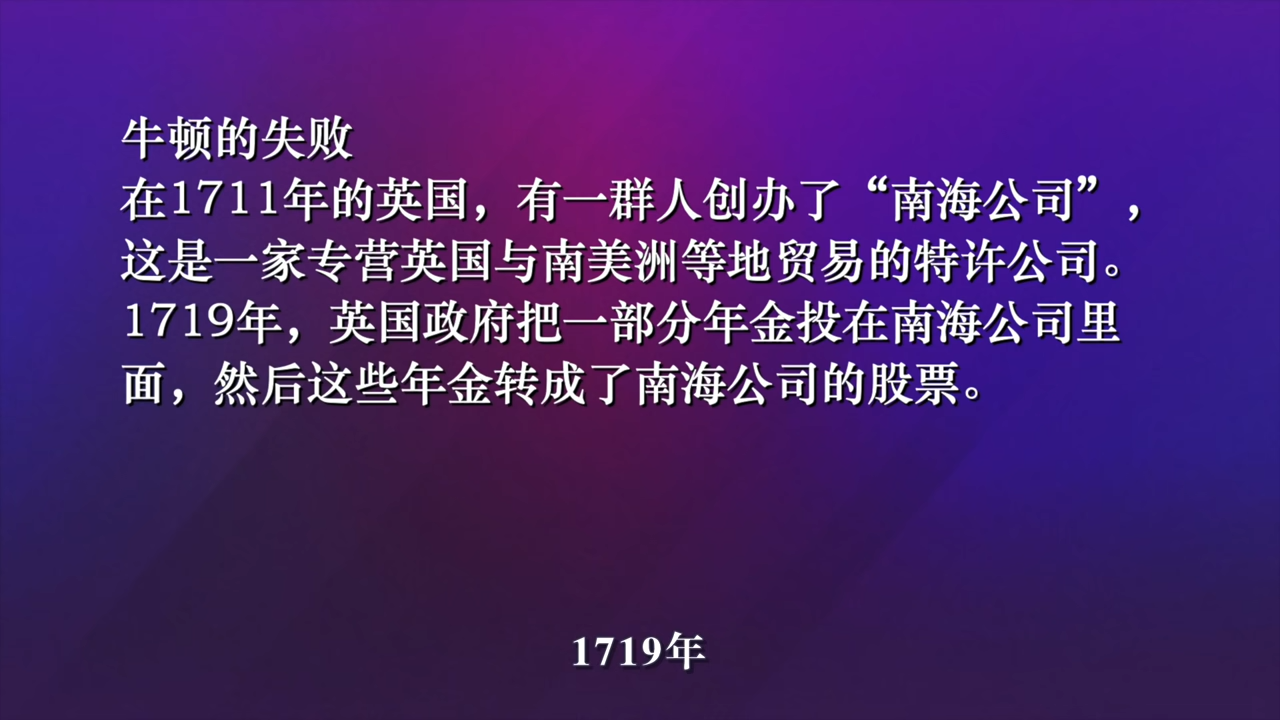 牛顿的失败
在1711年的英国，有一群人创办了“南海公司”，
这是一家专营英国与南美洲等地贸易的特许公司。
1719年，英国政府把一部分年金投在南海公司里
面，然后这些年金转成了南海公司的股票。
1719年